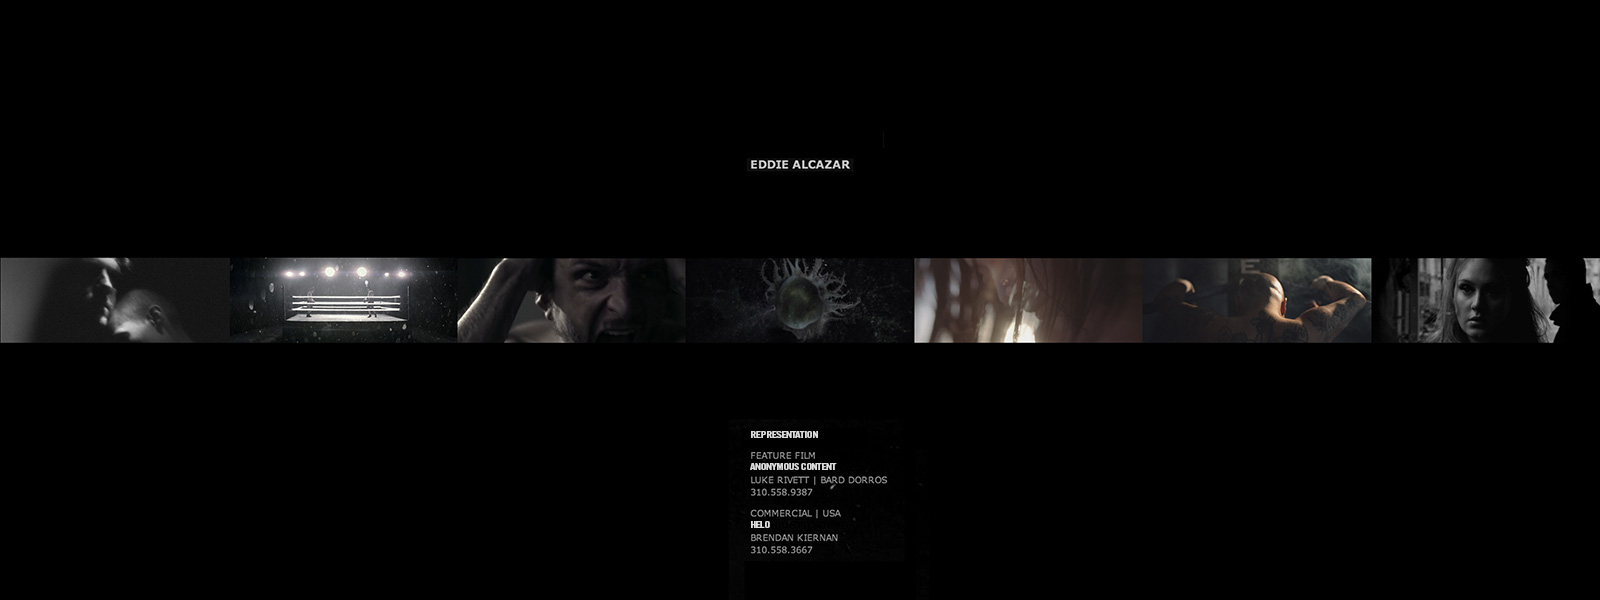 EDDIE ALCAZAR
REPRESENTATION
FEATURE FILM
ANONYMOUS CONTENT
LUKE RIVETT | BARD DORROS
310.558.9387
COMMERCIAL | USA
HELO
BRENDAN KIERNAN
310.558.3667